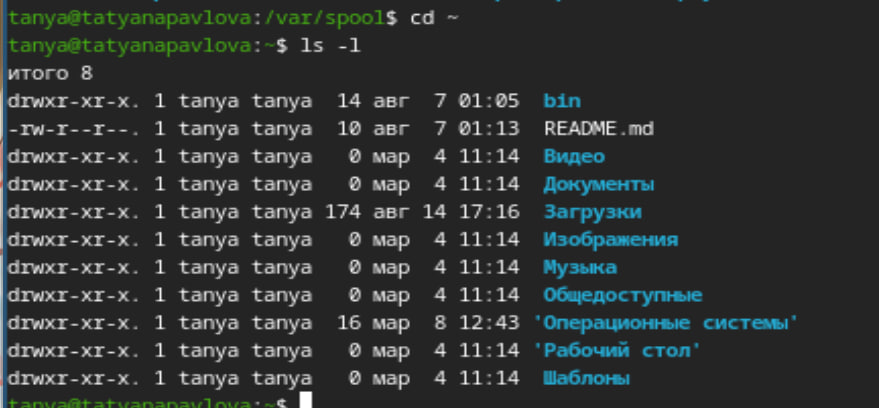 tanya@tatyanapavlova:/var/spool$ cd ~
tanya@tatyanapavlova:~$ ls -l
итого 8
drwxr-xr-x. 1 tanya tanya  14 авг  7 01:05  bin
-rw-r--r--. 1 tanya tanya  10 авг  7 01:13  README.md
drwxr-xr-x. 1 tanya tanya   0 мар  4 11:14  Видео
drwxr-xr-x. 1 tanya tanya   0 мар  4 11:14  Документы
drwxr-xr-x. 1 tanya tanya 174 авг 14 17:16  Загрузки
drwxr-xr-x. 1 tanya tanya   0 мар  4 11:14  Изображения
drwxr-xr-x. 1 tanya tanya   0 мар  4 11:14  Музыка
drwxr-xr-x. 1 tanya tanya   0 мар  4 11:14  Общедоступные
drwxr-xr-x. 1 tanya tanya  16 мар  8 12:43 'Операционные системы'
drwxr-xr-x. 1 tanya tanya   0 мар  4 11:14 'Рабочий стол'
drwxr-xr-x. 1 tanya tanya   0 мар  4 11:14  Шаблоны
tanya@tatyanapavlova:~$